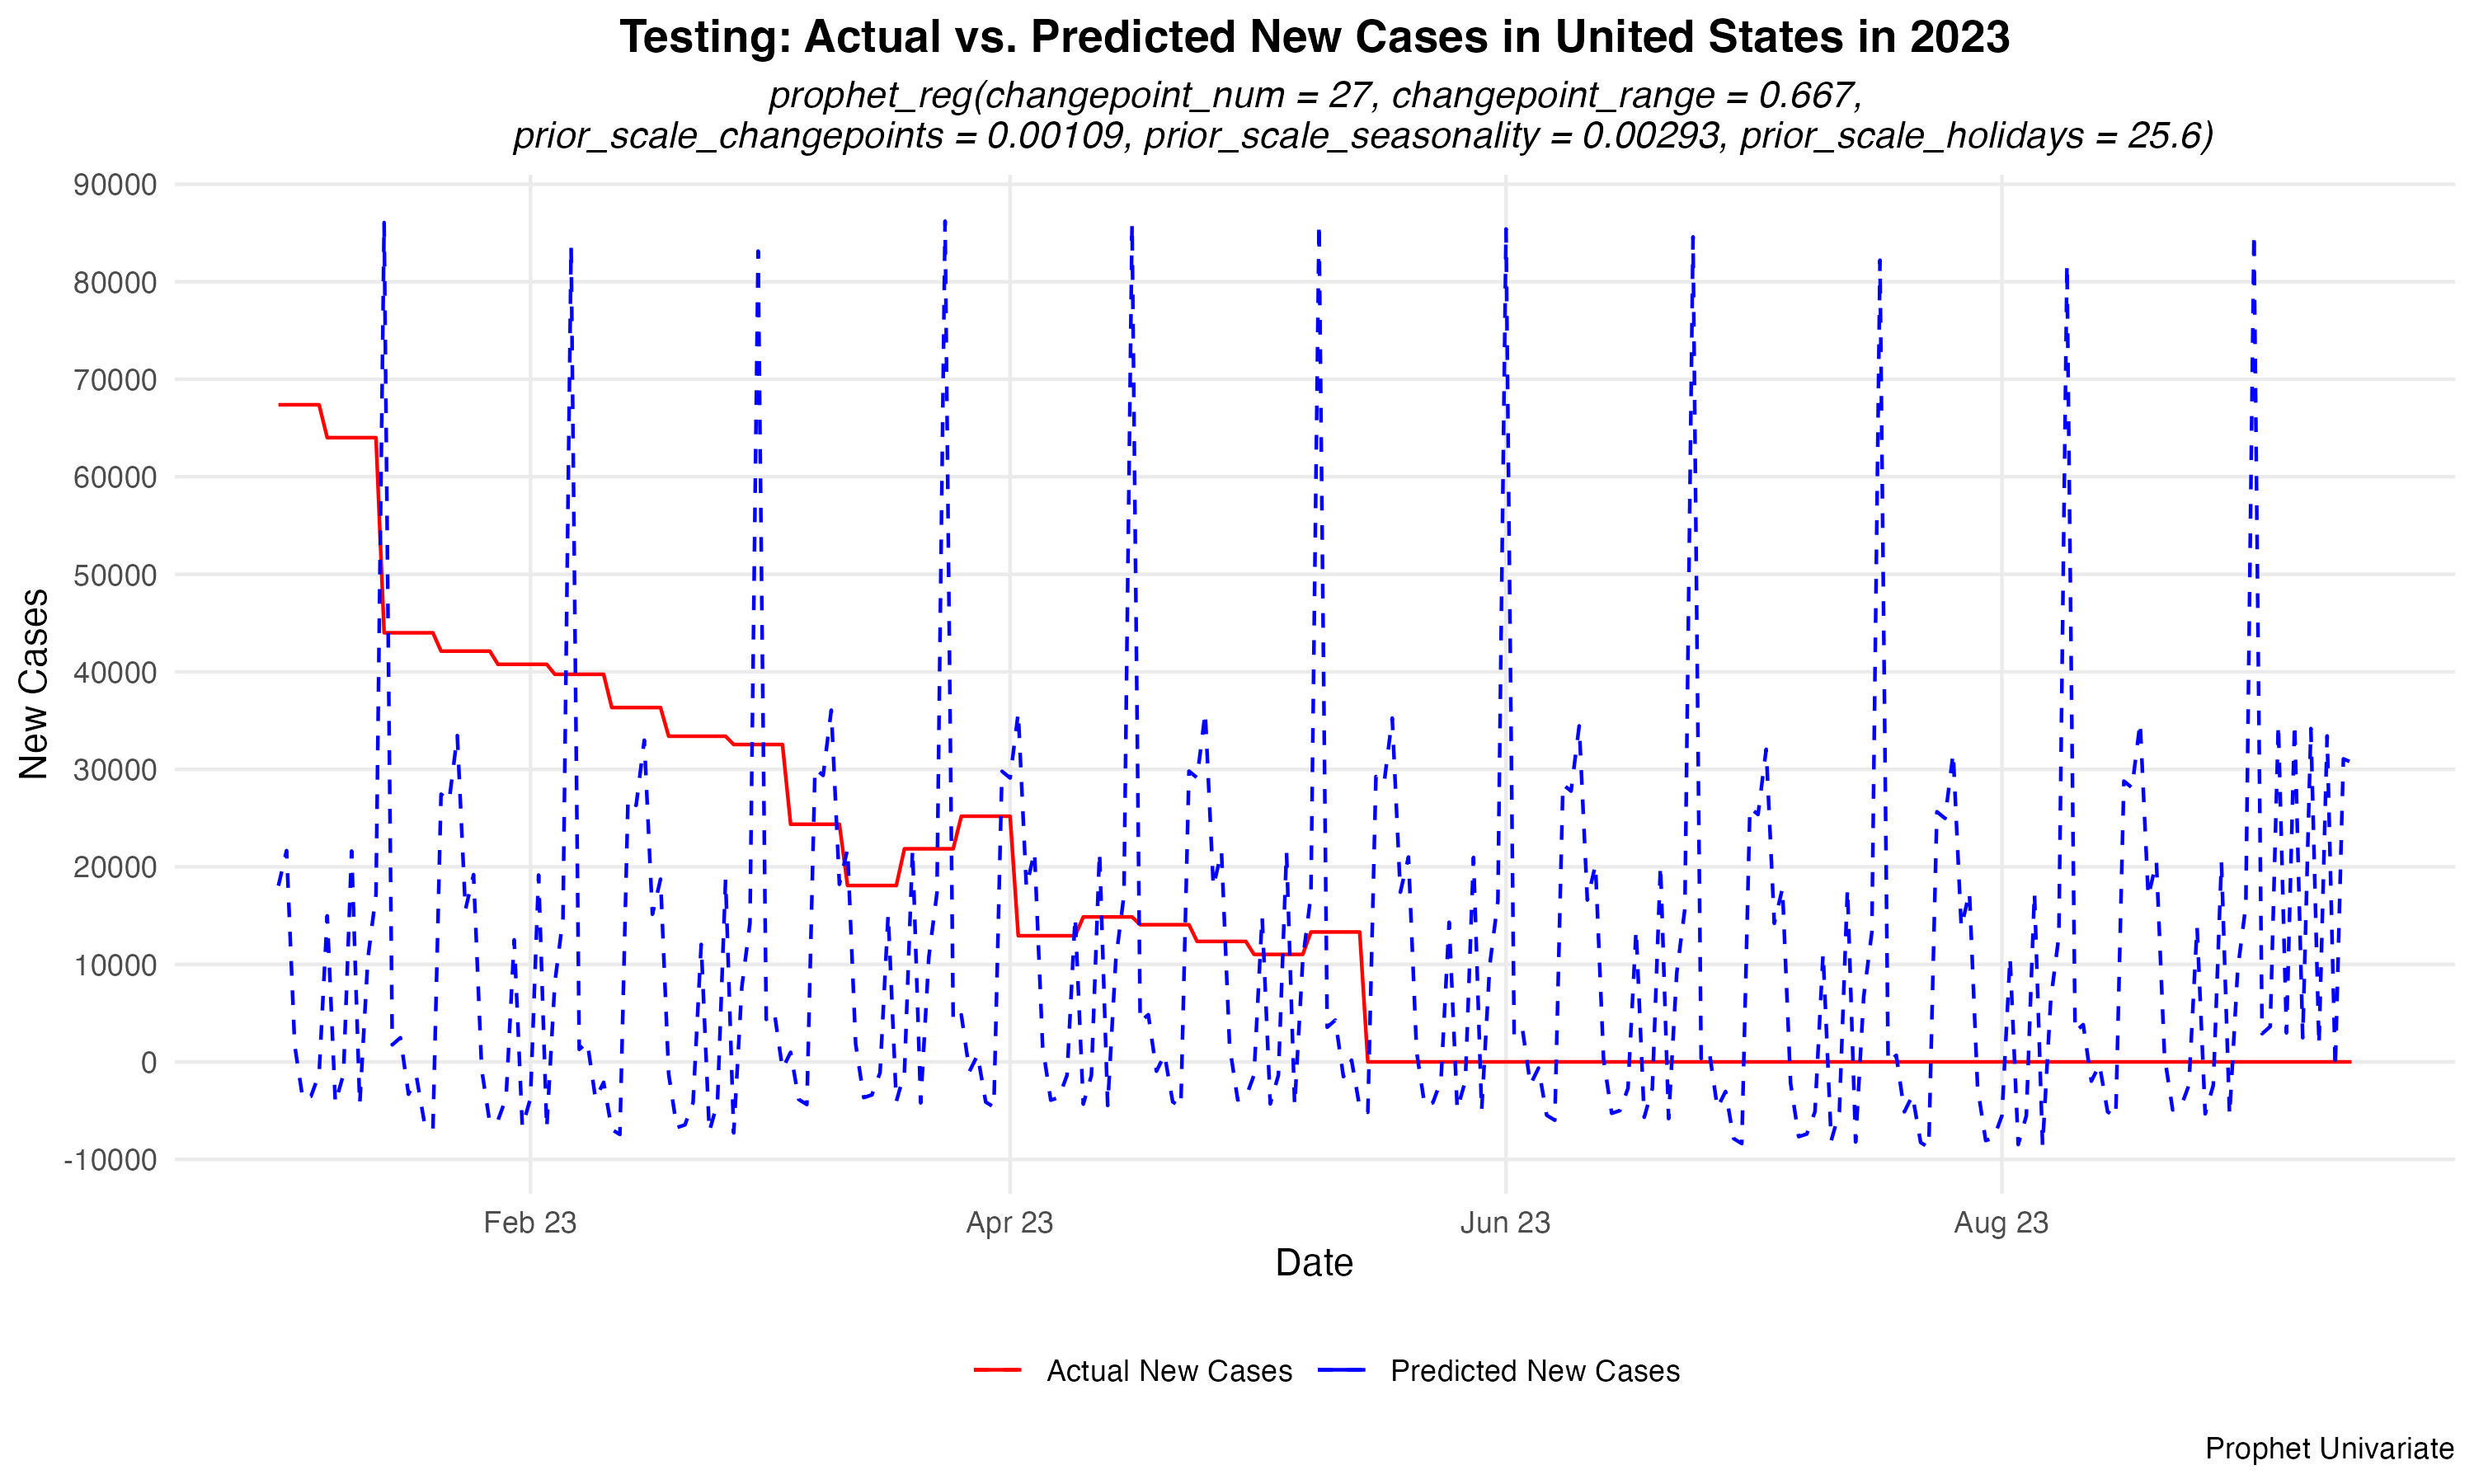 Testing: Actual vs. Predicted New Cases in United States in 2023
prophet_reg(changepoint_num = 27, changepoint_range = 0.667,
prior_scale_changepoints = 0.00109, prior_scale_seasonality = 0.00293, prior_scale_holidays = 25.6)
90000
80000
70000
60000
50000
40000
30000
20000
10000
0
-10000
New Cases
Feb 23
Apr 23
Jun 23
Aug 23
Date
Actual New Cases
Predicted New Cases
Prophet Univariate